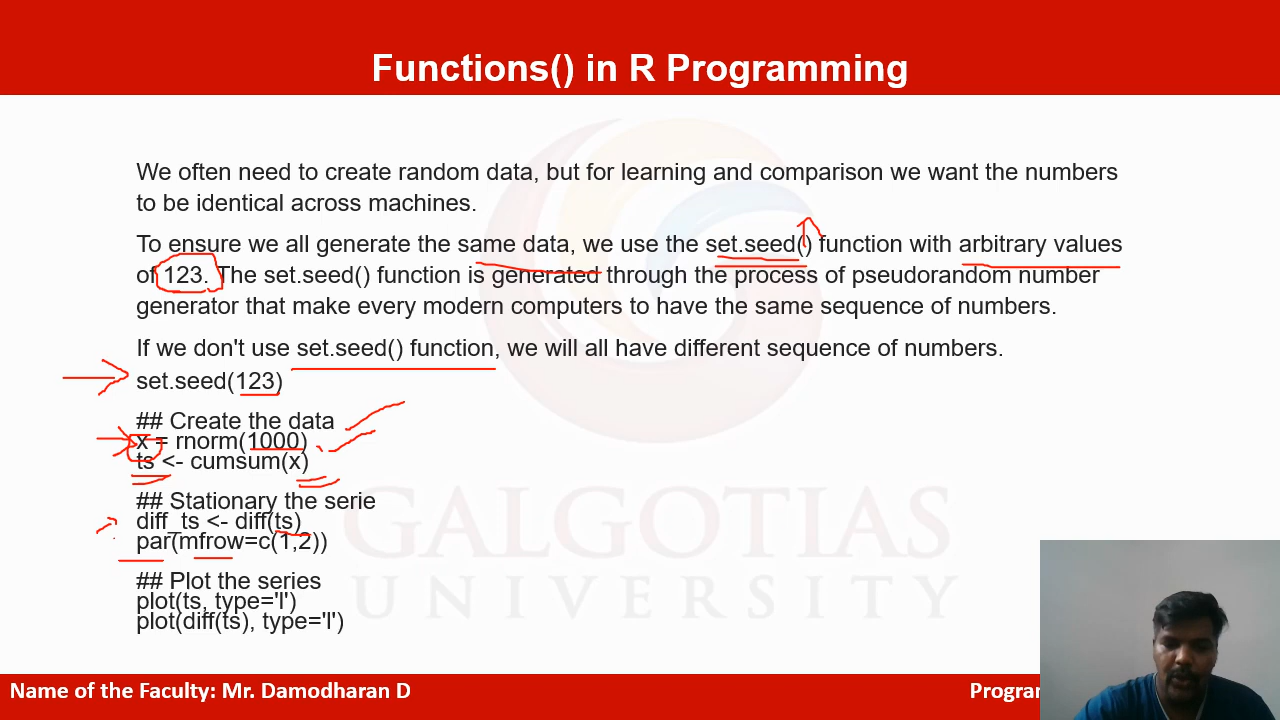 Functions() in R Programming
We often need to create random data, but for learning and comparison we want the numbers
to be identical across machines.
To ensure we all generate the same data, we use the set.seed() function with arbitrary values
of 123. The set.seed() function is generated through the process of pseudorandom number
generator that make every modern computers to have the same sequence of numbers.
If we don't use set.seed() function, we will all have different sequence of numbers.
set.seed(123)
## Create the data
x = rnorm(1000)
ts <- cumsum(x)
## Stationary the serie
diff_ts <- diff(ts)
par(mfrow=c(1,2))
## Plot the series
plot(ts, type='l')
plot(diff(ts), type='l')
GALGOTIAS
UNIVERSITY
Name of the Faculty: Mr. Damodharan D